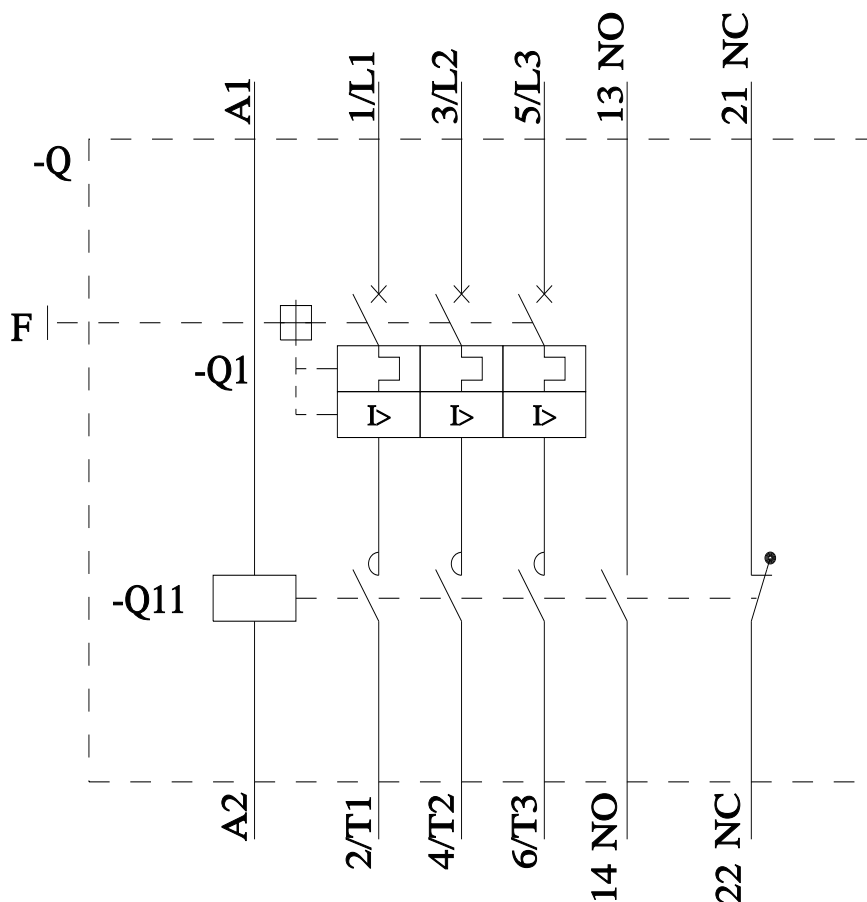 A1
1/L1
3/L2
5/L3
13 NO
21 NC
-Q
F
-Q1
I>
I>
I>
-Q11
A2
2/T1
4/T2
6/T3
14 NO
22 NC